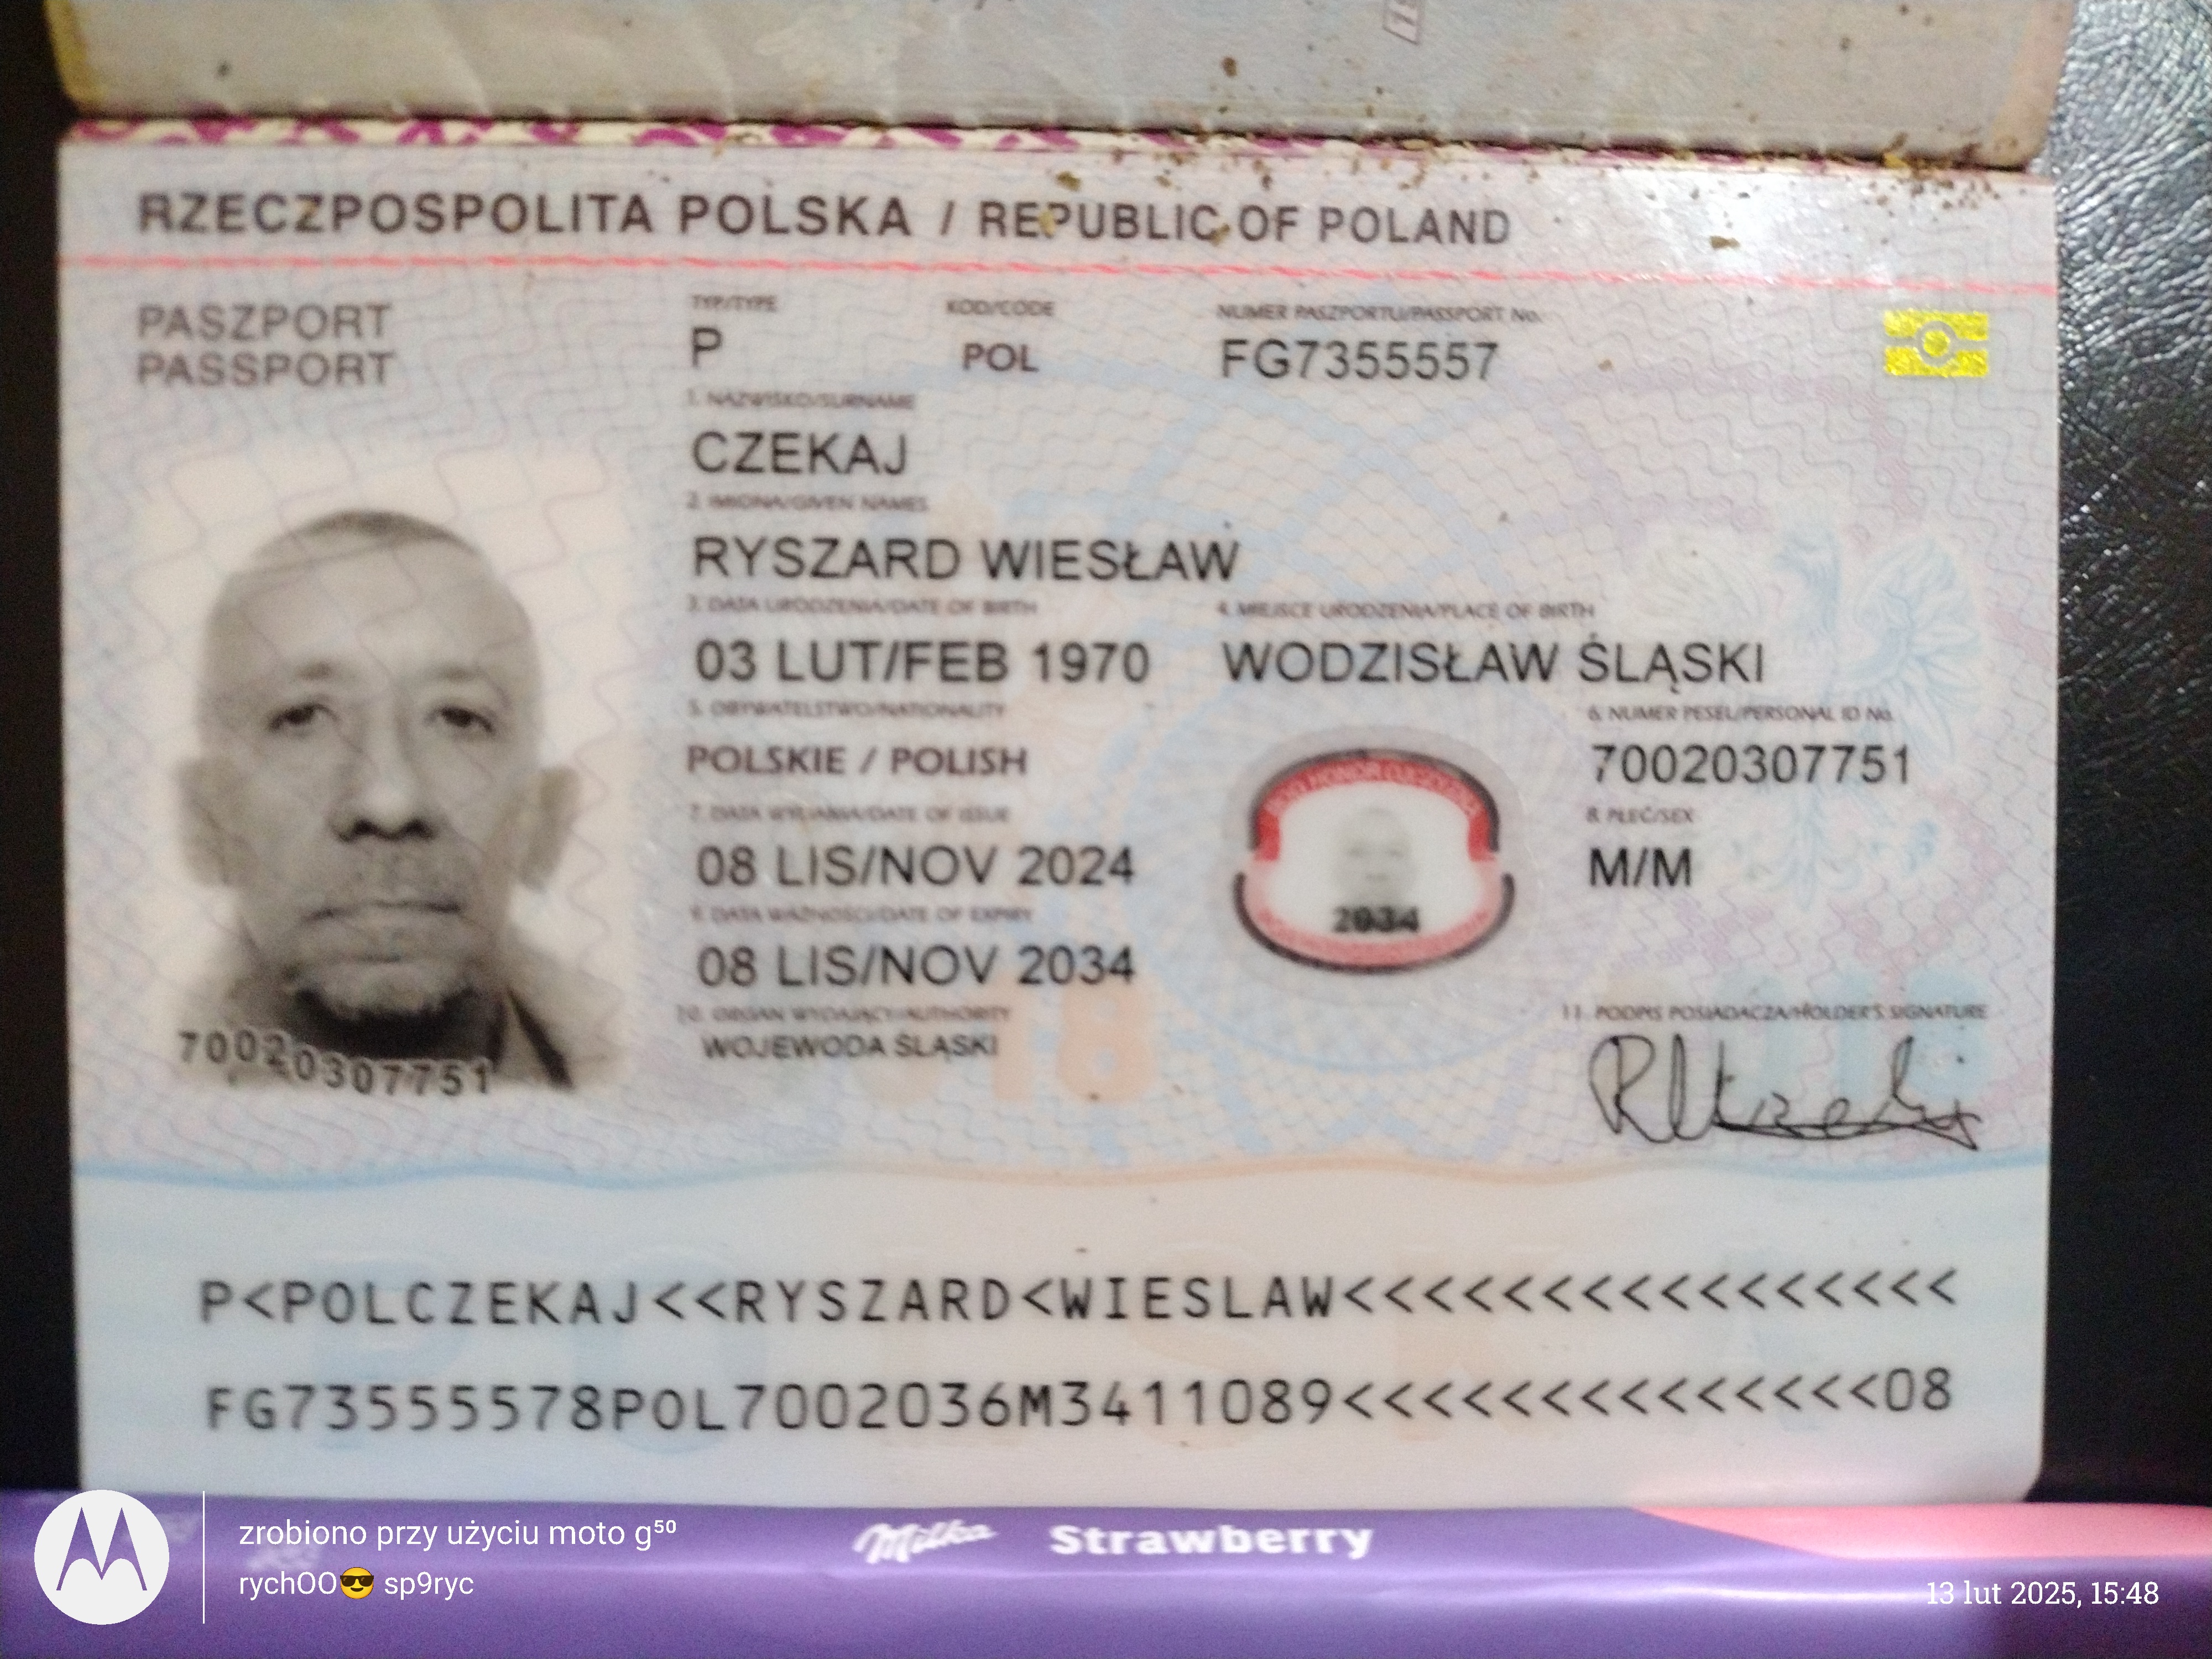 RZECZPOSPOLITA POLSKA / REPUBLIC OF POLAND
PASZPORT
PASSPORT
TYP/TYPE KOD/CODE NUMER PASZPORTU/PASSPORT No.
P POL FG7355557
1. NAZWISKO/SURNAME
CZEKAJ
2. IMIONA/GIVEN NAMES
RYSZARD WIESŁAW
3. DATA URODZENIA/DATE OF BIRTH 4. MIEJSCE URODZENIA/PLACE OF BIRTH
03 LUT/FEB 1970 WODZISŁAW ŚLĄSKI
5. OBYWATELSTWO/NATIONALITY 6. NUMER PESEL/PERSONAL ID No.
POLSKIE / POLISH 70020307751
7. DATA WYDANIA/DATE OF ISSUE 8. PŁEĆ/SEX
08 LIS/NOV 2024 M/M
9. DATA WAŻNOŚCI/DATE OF EXPIRY
2034
08 LIS/NOV 2034
10. ORGAN WYDAJĄCY/AUTHORITY 11. PODPIS POSIADACZA/HOLDER'S SIGNATURE
WOJEWODA ŚLĄSKI
70020307751
P<POLCZEKAJ<<RYSZARD<WIESLAW<<<<<<<<<<<<<<<
FG73555578POL7002036M3411089<<<<<<<<<<<<<<08
Milka Strawberry
zrobiono przy użyciu moto g⁵⁰
rychOO😎 sp9ryc
13 lut 2025, 15:48